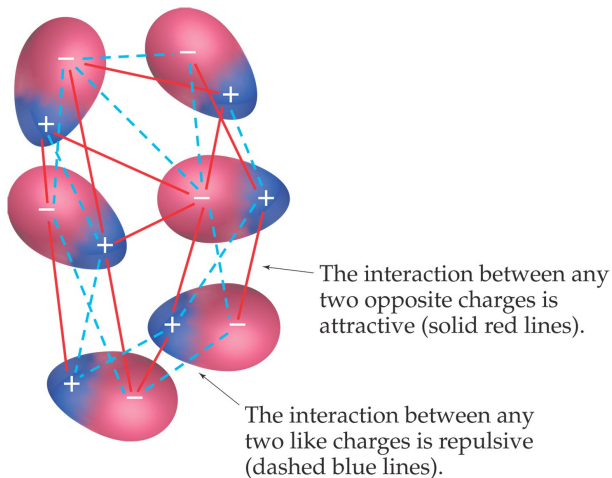 − −
+ +
− − +
+
+ −
+ −
The interaction between any
two opposite charges is
attractive (solid red lines).
The interaction between any
two like charges is repulsive
(dashed blue lines).